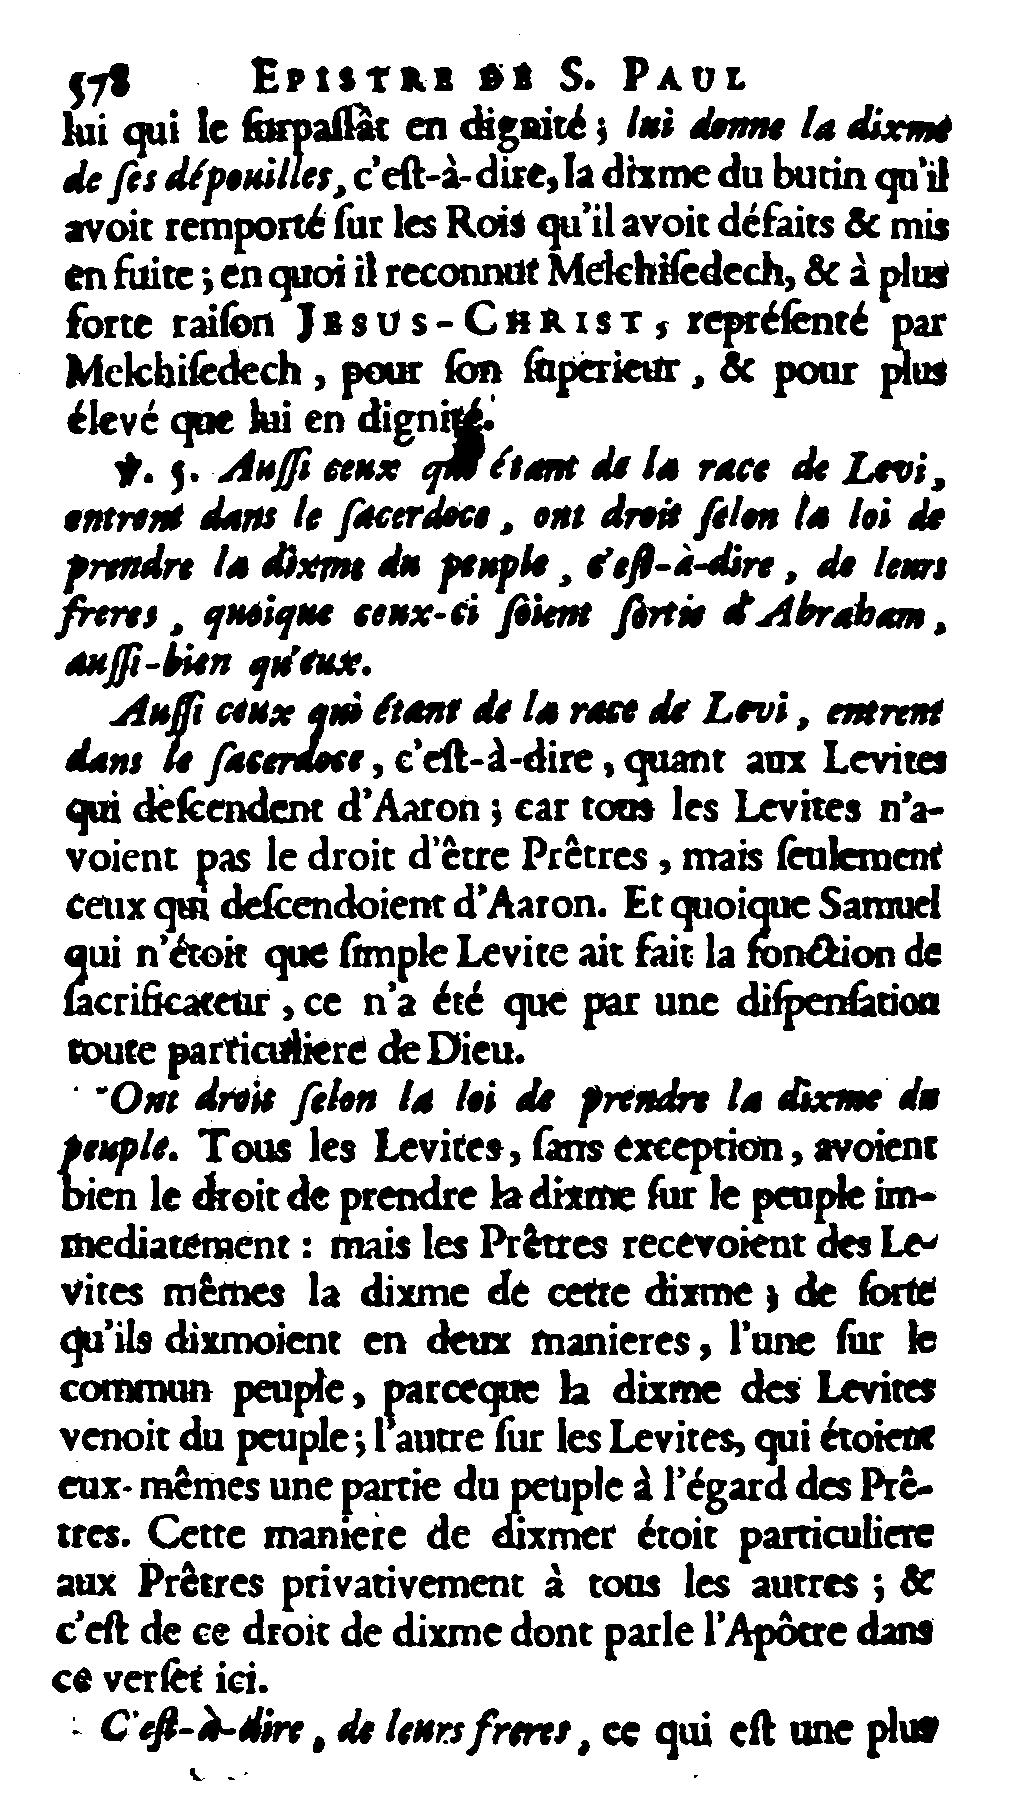 578 EPISTRE DE S. PAUL
lui qui le ſurpaſſât en dignité ; lui donne la dixme
de ſes dépouilles, c'eſt-à-dire, la dixme du butin qu'il
avoit remporté ſur les Rois qu'il avoit défaits & mis
en fuite ; en quoi il reconnut Melchiſedech, & à plus
forte raiſon JESUS-CHRIST, repréſenté par
Melchiſedech, pour ſon ſuperieur, & pour plus
élevé que lui en dignité.
℣. 5. Auſſi ceux qui étant de la race de Levi,
entrent dans le ſacerdoce, ont droit ſelon la loi de
prendre la dixme du peuple, c'eſt-à-dire, de leurs
freres, quoique ceux-ci ſoient ſortis d'Abraham,
auſſi-bien qu'eux.
Auſſi ceux qui étant de la race de Levi, entrent
dans le ſacerdoce, c'eſt-à-dire, quant aux Levites
qui deſcendent d'Aaron ; car tous les Levites n'a-
voient pas le droit d'être Prêtres, mais ſeulement
ceux qui deſcendoient d'Aaron. Et quoique Samuel
qui n'étoit que ſimple Levite ait fait la fonction de
ſacrificateur, ce n'a été que par une diſpenſation
toute particuliere de Dieu.
Ont droit ſelon la loi de prendre la dixme du
peuple. Tous les Levites, ſans exception, avoient
bien le droit de prendre la dixme ſur le peuple im-
mediatement : mais les Prêtres recevoient des Le-
vites mêmes la dixme de cette dixme ; de ſorte
qu'ils dixmoient en deux manieres, l'une ſur le
commun peuple, parceque la dixme des Levites
venoit du peuple ; l'autre ſur les Levites, qui étoient
eux-mêmes une partie du peuple à l'égard des Prê-
tres. Cette maniere de dixmer étoit particuliere
aux Prêtres privativement à tous les autres ; &
c'eſt de ce droit de dixme dont parle l'Apôtre dans
ce verſet ici.
C'eſt-à-dire, de leurs freres, ce qui eſt une plus